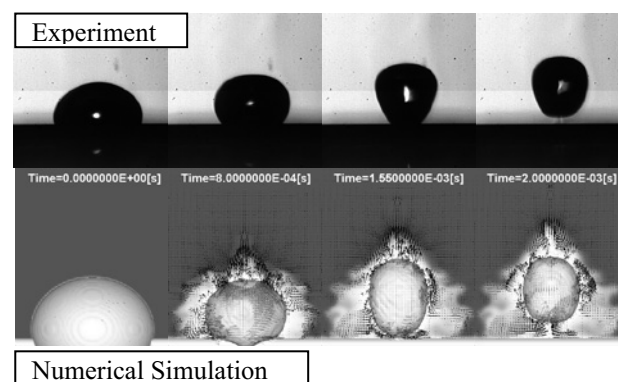 Experiment
Time=0.0000000E+00[s] Time=8.0000000E-04[s] Time=1.5500000E-03[s] Time=2.0000000E-03[s]
Numerical Simulation